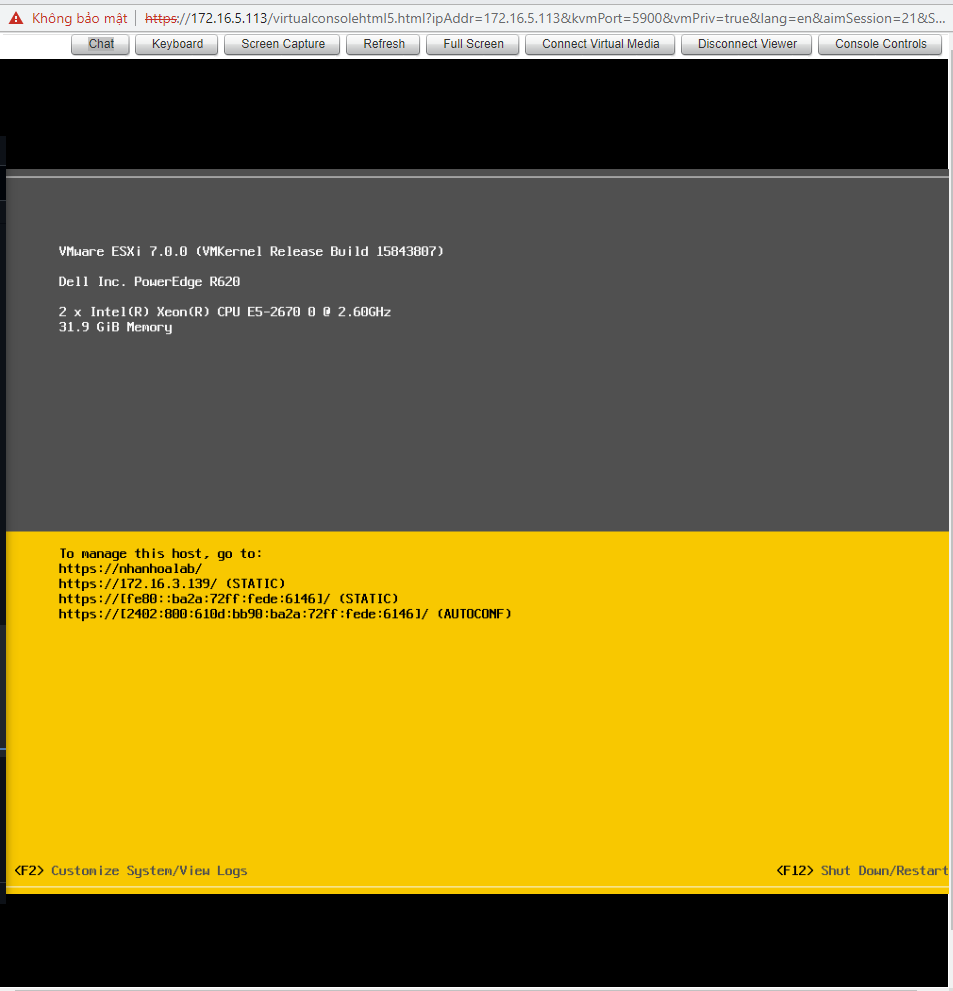 Không bảo mật https://172.16.5.113/virtualconsolehtml5.html?ipAddr=172.16.5.113&kvmPort=5900&vmPriv=true&lang=en&aimSession=21&S...
Chat Keyboard Screen Capture Refresh Full Screen Connect Virtual Media Disconnect Viewer Console Controls
VMware ESXi 7.0.0 (VMKernel Release Build 15843807)
Dell Inc. PowerEdge R620
2 x Intel(R) Xeon(R) CPU E5-2670 0 @ 2.60GHz
31.9 GiB Memory
To manage this host, go to:
https://nhanhoalab/
https://172.16.3.139/ (STATIC)
https://[fe80::ba2a:72ff:fede:6146]/ (STATIC)
https://[2402:800:610d:bb90:ba2a:72ff:fede:6146]/ (AUTOCONF)
<F2> Customize System/View Logs <F12> Shut Down/Restart